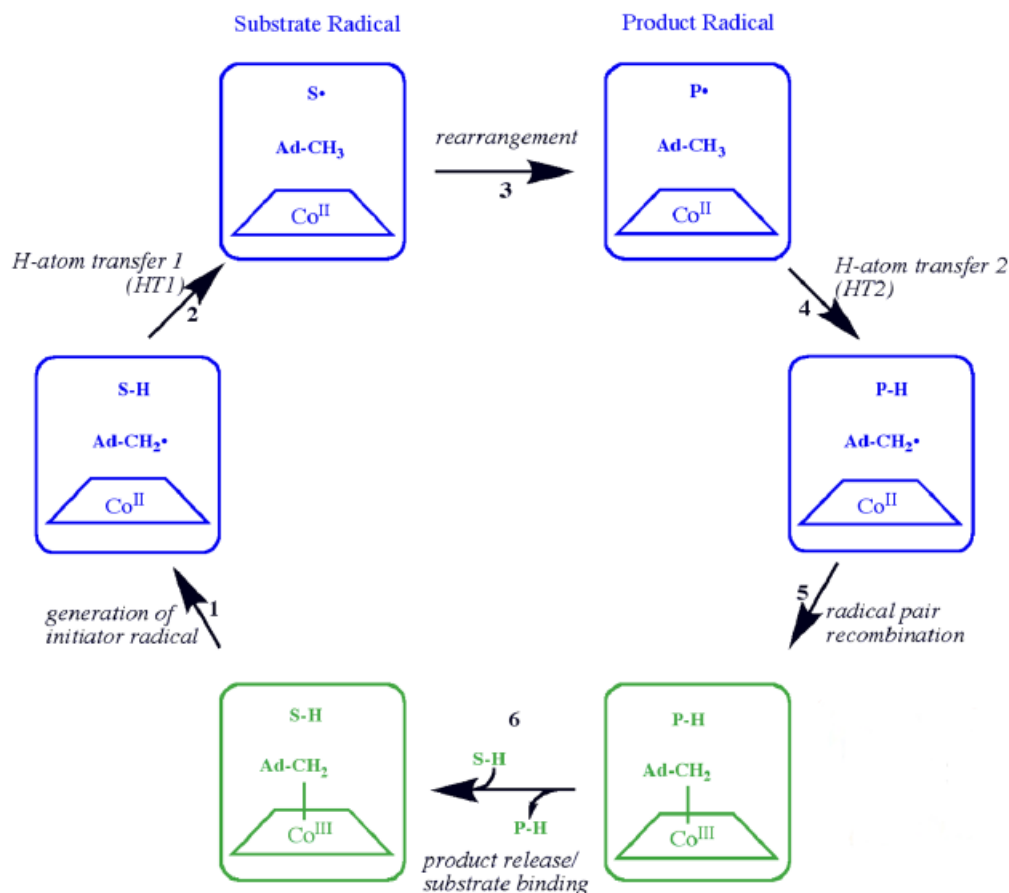 Substrate Radical
Product Radical
S•
Ad-CH₃
Coᴵᴵ
rearrangement
3
P•
Ad-CH₃
Coᴵᴵ
H-atom transfer 1
(HT1)
2
H-atom transfer 2
(HT2)
4
S-H
Ad-CH₂•
Coᴵᴵ
P-H
Ad-CH₂•
Coᴵᴵ
1
generation of
initiator radical
5
radical pair
recombination
S-H
Ad-CH₂
Coᴵᴵᴵ
6
S-H
P-H
product release/
substrate binding
P-H
Ad-CH₂
Coᴵᴵᴵ